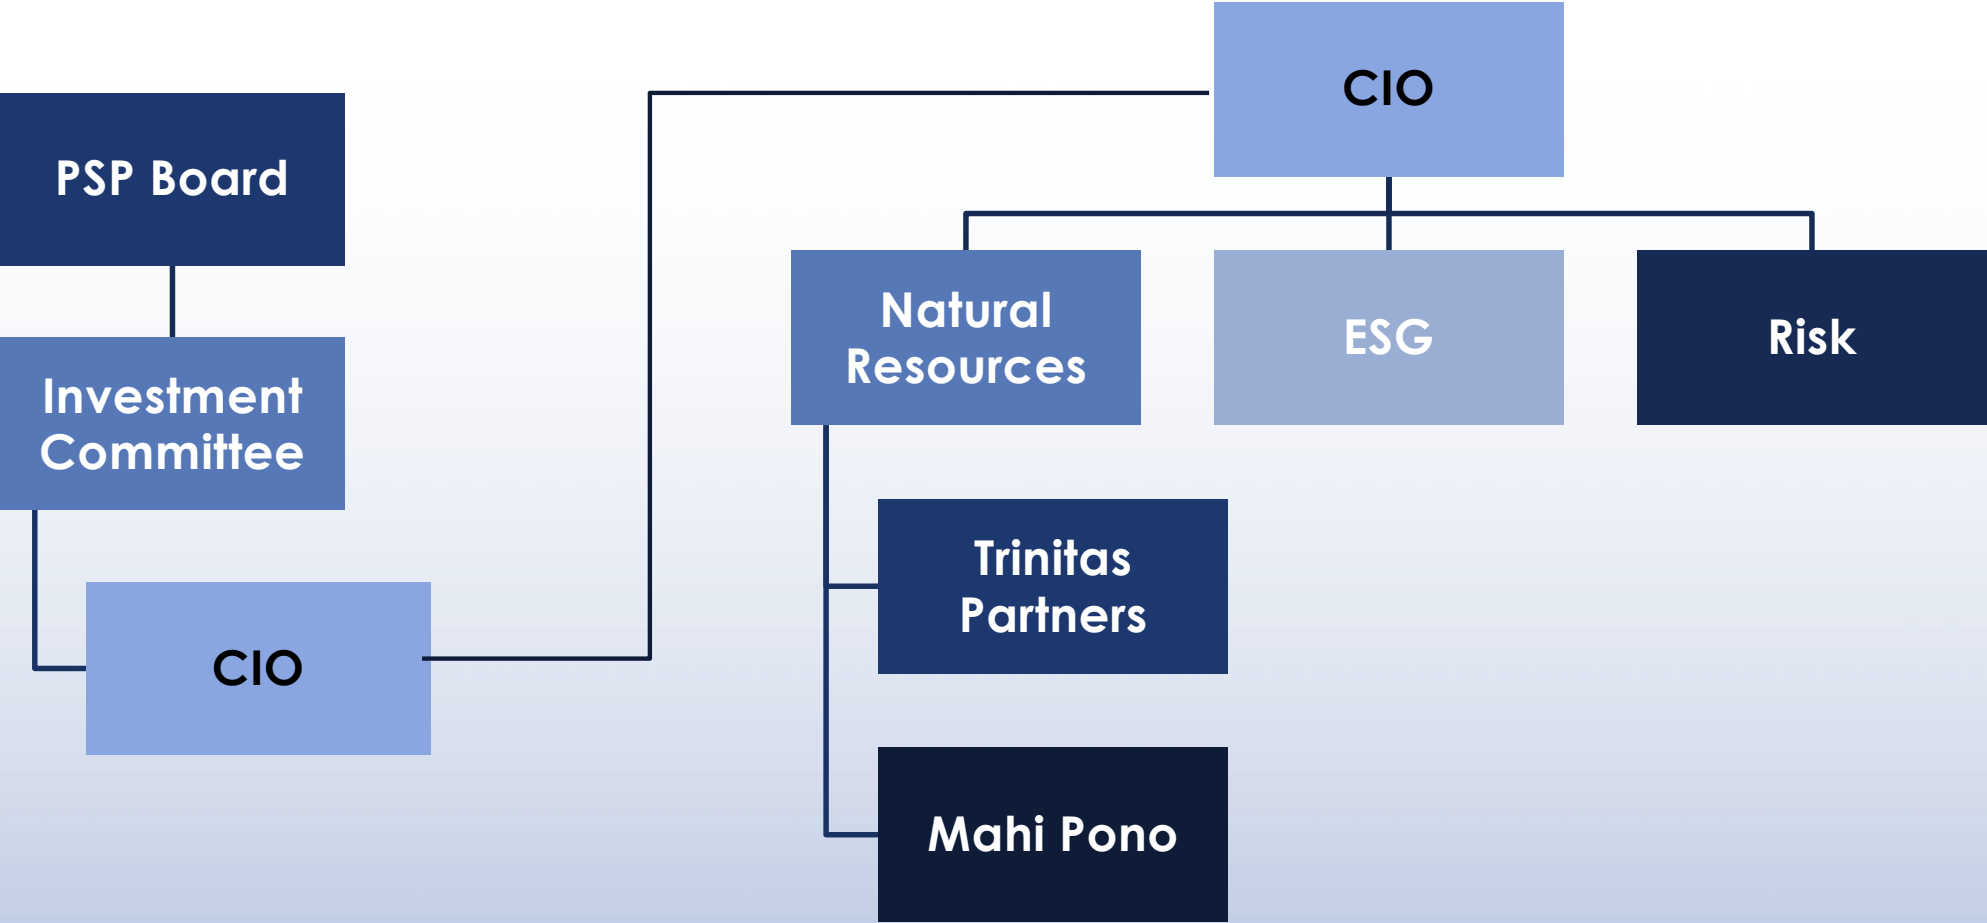 PSP Board
Investment
Committee
CIO
CIO
Natural
Resources
ESG
Risk
Trinitas
Partners
Mahi Pono